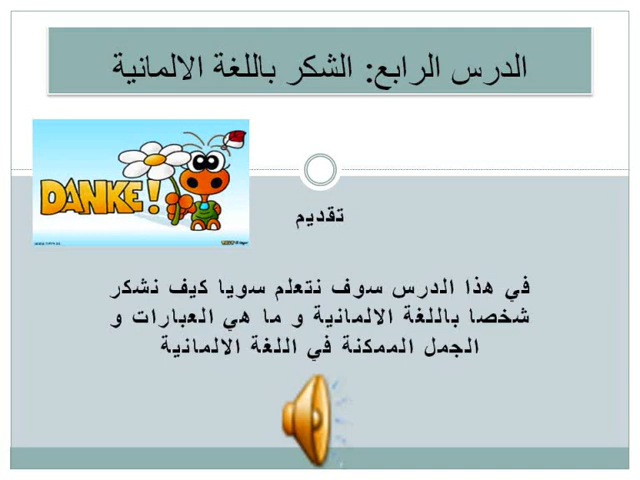 الدرس الرابع: الشكر باللغة الالمانية
DANKE!
تقديم
في هذا الدرس سوف نتعلم سويا كيف نشكر
شخصا باللغة الالمانية و ما هي العبارات و
الجمل الممكنة في اللغة الالمانية